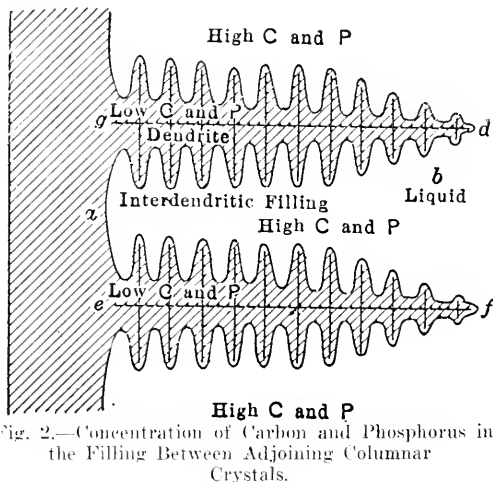 High C and P
g Low C and P d
Dendrite
b
Liquid
Interdendritic Filling
a High C and P
Low C and P
e f
High C and P
Fig. 2.—Concentration of Carbon and Phosphorus in
the Filling Between Adjoining Columnar
Crystals.